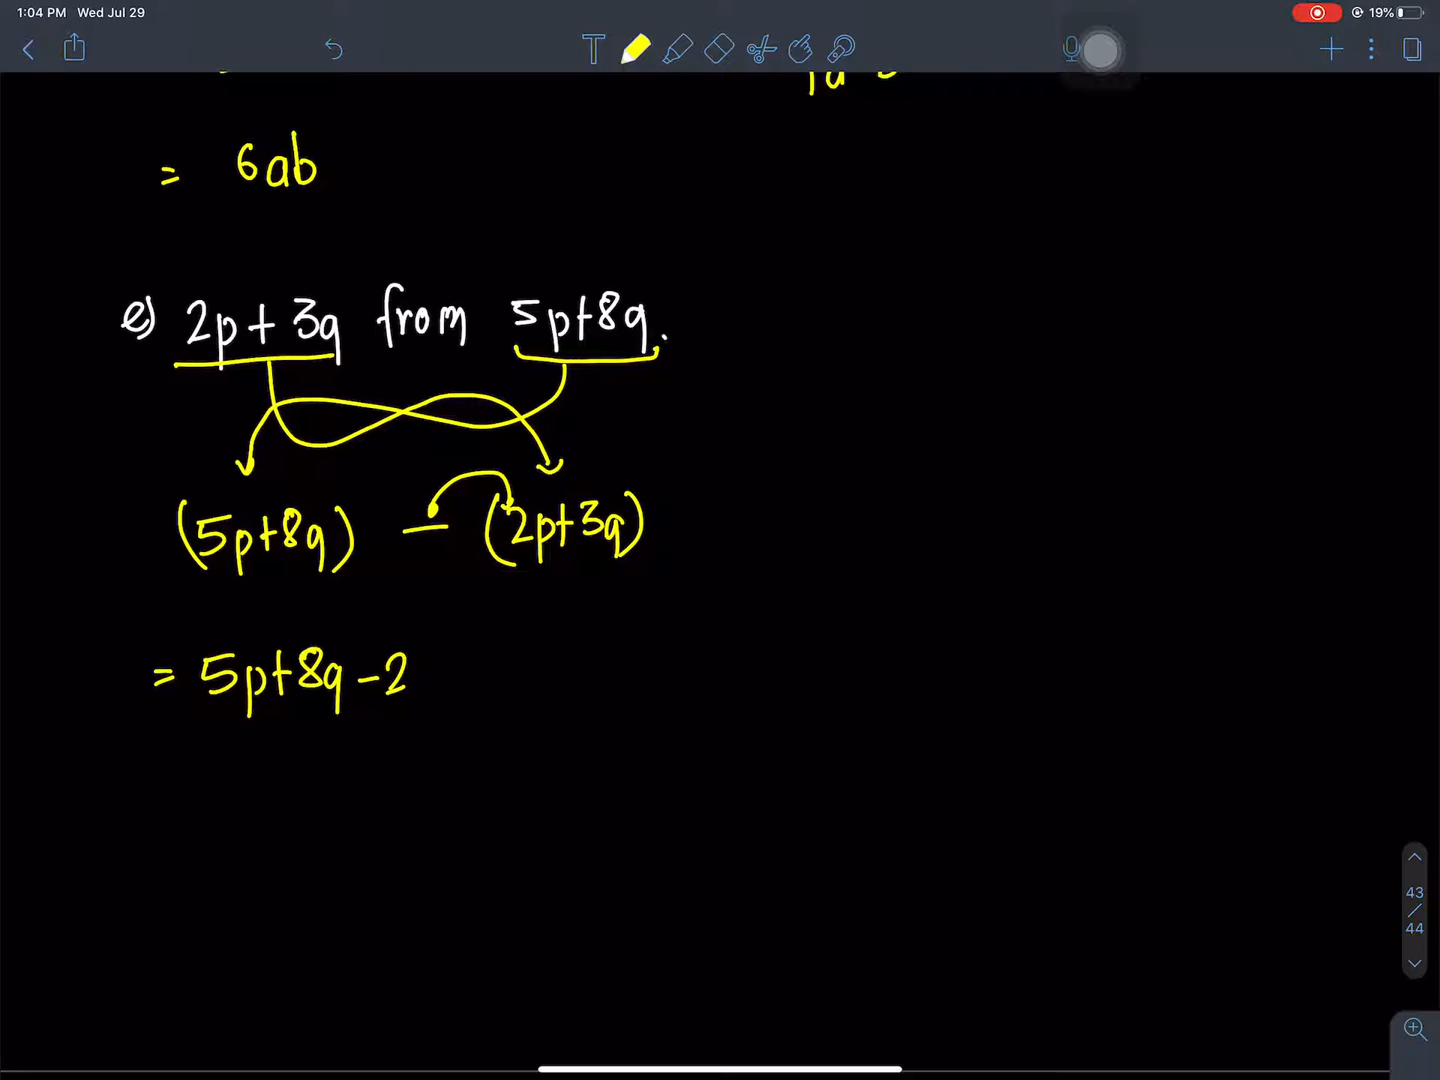 1:04 PM Wed Jul 29
19%
T
= 6ab
e) 2p + 3q from 5p+8q.
(5p+8q) — (2p+3q)
= 5p+8q -2
43
/
44